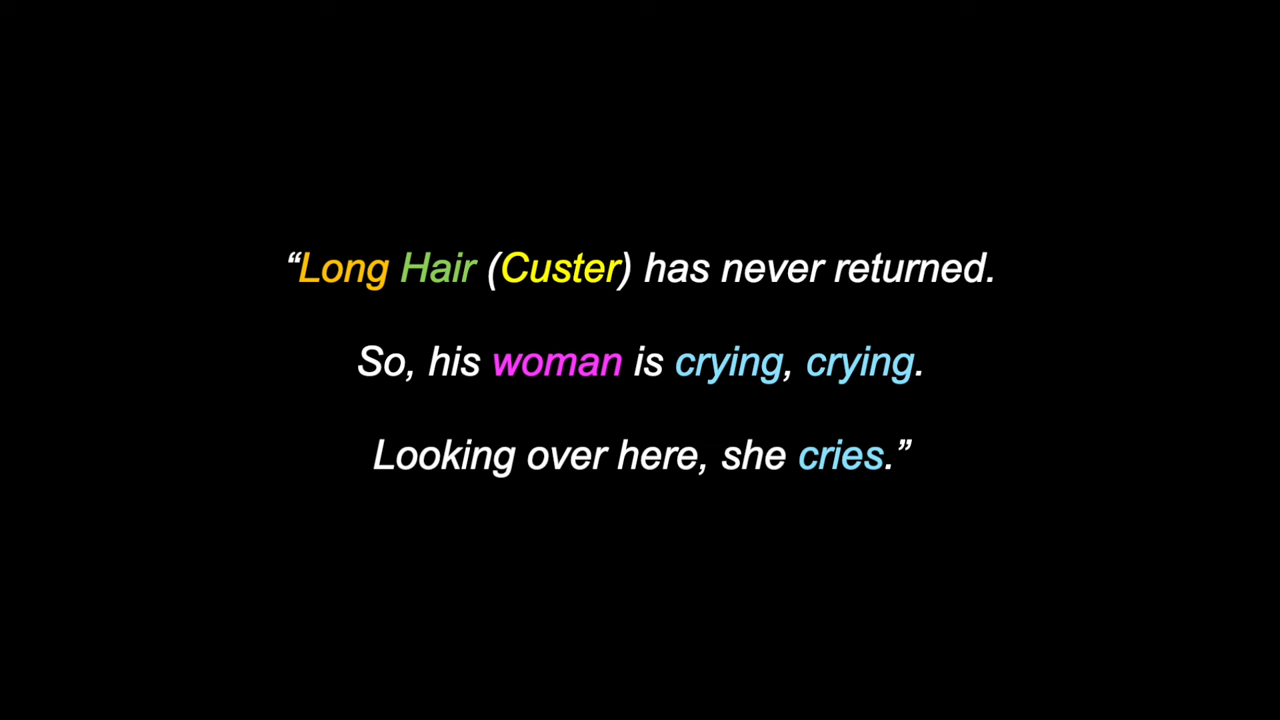 “Long Hair (Custer) has never returned.
So, his woman is crying, crying.
Looking over here, she cries.”